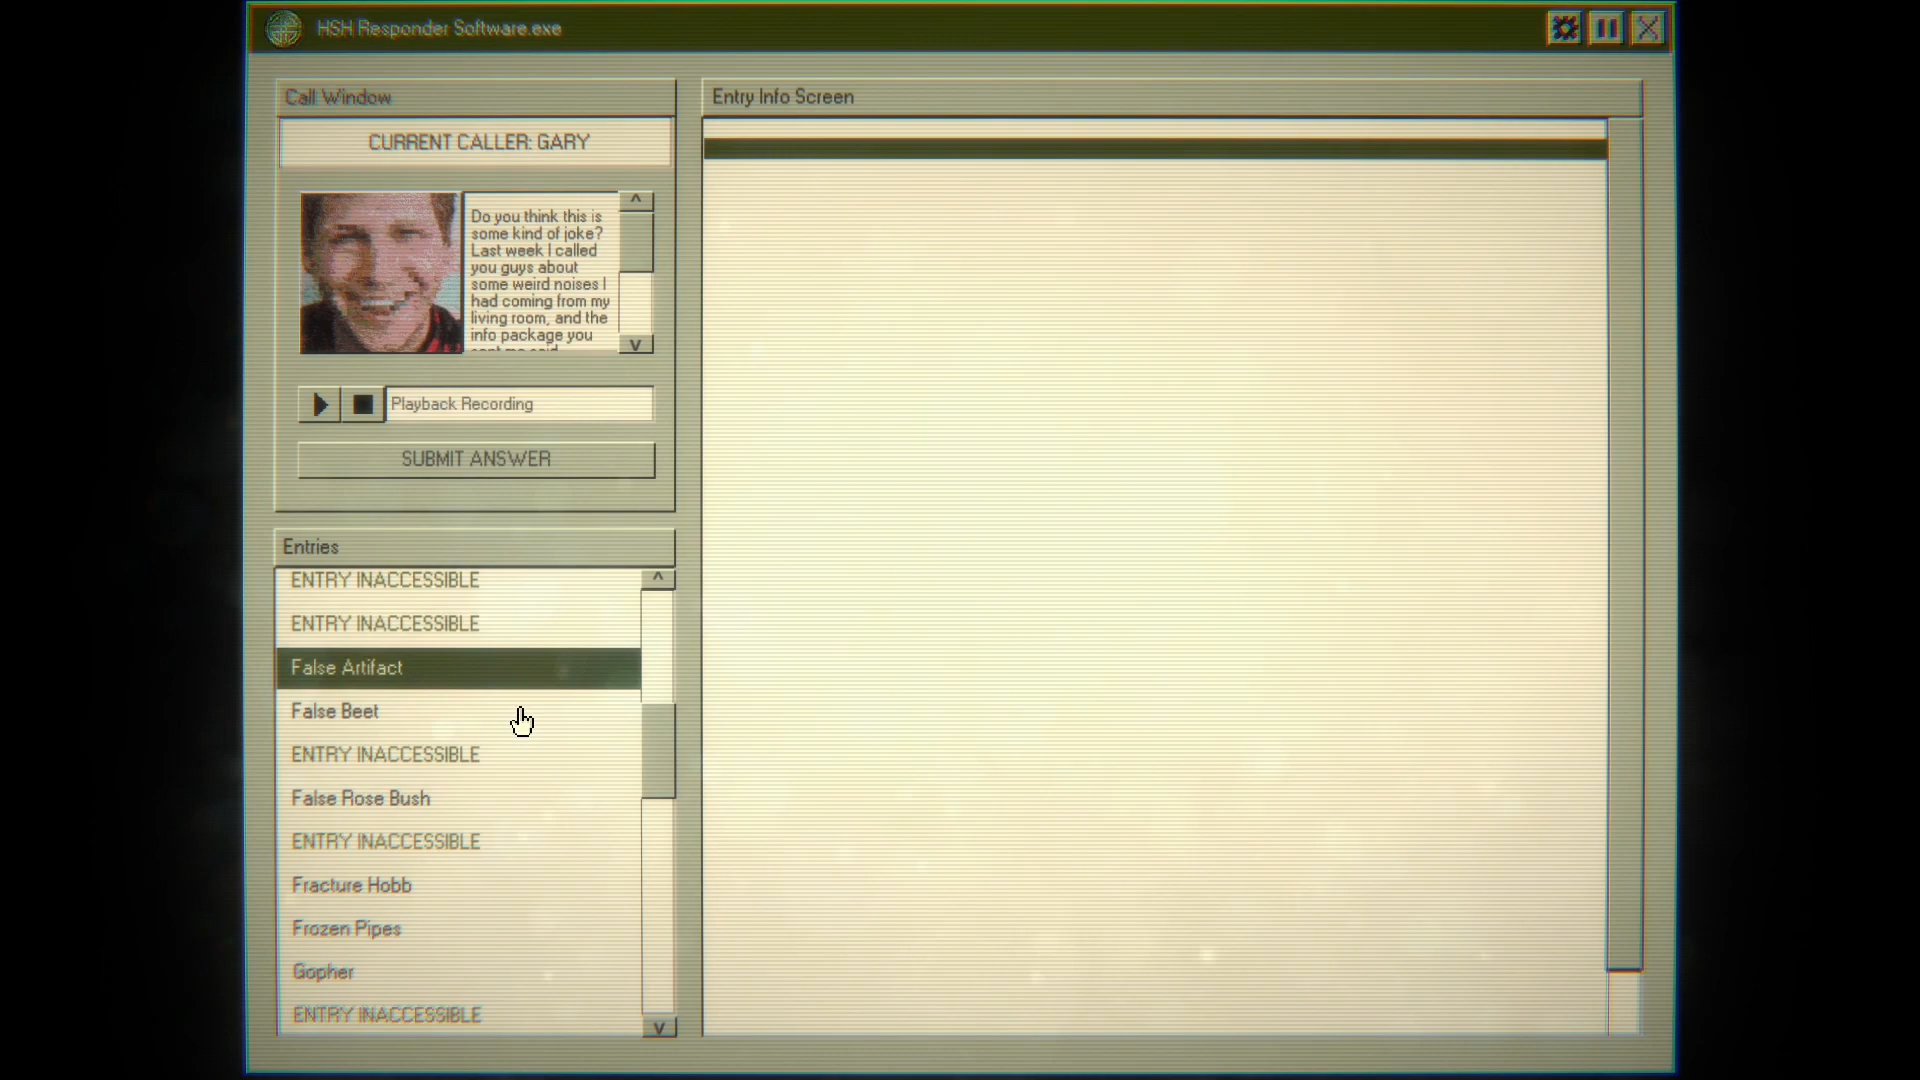 HSH Responder Software.exe
Call Window
CURRENT CALLER: GARY
Do you think this is
some kind of joke?
Last week I called
you guys about
some weird noises I
had coming from my
living room, and the
info package you
sent me said
^
v
Playback Recording
SUBMIT ANSWER
Entries
ENTRY INACCESSIBLE
ENTRY INACCESSIBLE
False Artifact
False Beet
ENTRY INACCESSIBLE
False Rose Bush
ENTRY INACCESSIBLE
Fracture Hobb
Frozen Pipes
Gopher
ENTRY INACCESSIBLE
^
v
Entry Info Screen